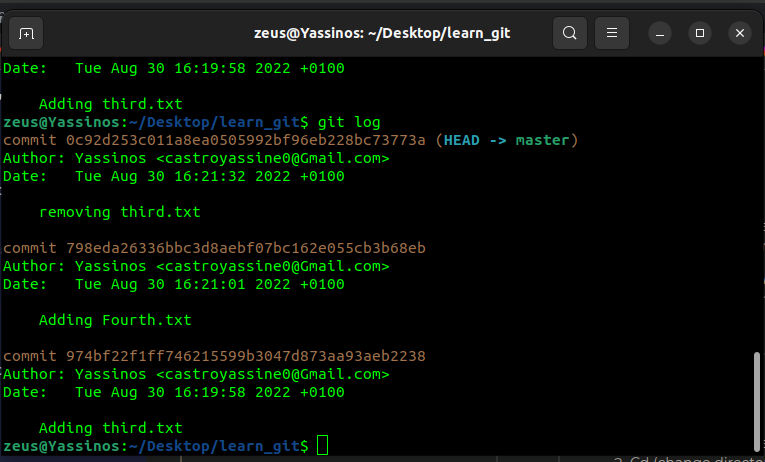 zeus@Yassinos: ~/Desktop/learn_git
Date:   Tue Aug 30 16:19:58 2022 +0100
    Adding third.txt
zeus@Yassinos:~/Desktop/learn_git$ git log
commit 0c92d253c011a8ea0505992bf96eb228bc73773a (HEAD -> master)
Author: Yassinos <castroyassine0@Gmail.com>
Date:   Tue Aug 30 16:21:32 2022 +0100
    removing third.txt
commit 798eda26336bbc3d8aebf07bc162e055cb3b68eb
Author: Yassinos <castroyassine0@Gmail.com>
Date:   Tue Aug 30 16:21:01 2022 +0100
    Adding Fourth.txt
commit 974bf22f1ff746215599b3047d873aa93aeb2238
Author: Yassinos <castroyassine0@Gmail.com>
Date:   Tue Aug 30 16:19:58 2022 +0100
    Adding third.txt
zeus@Yassinos:~/Desktop/learn_git$